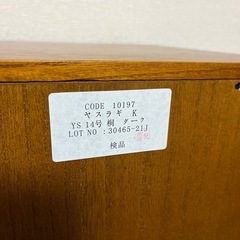 CODE 10197
ヤスラギ K
YS 14号 桐 ダーク
LOT NO : 30465-21J
検品